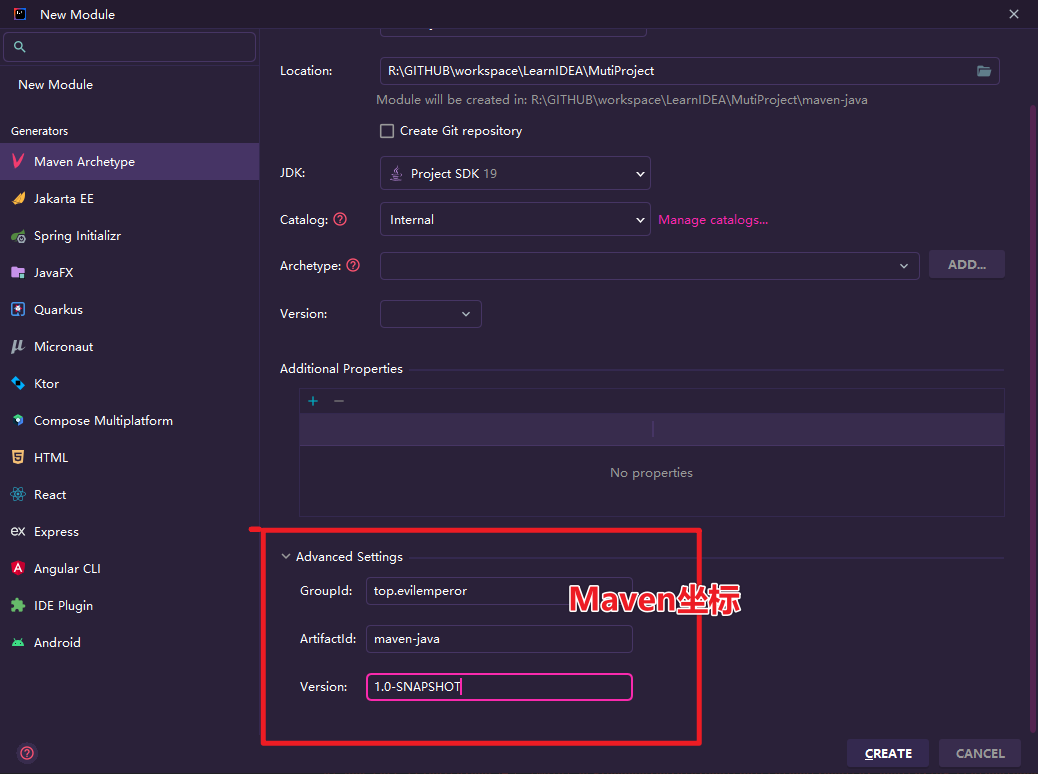 New Module
New Module
Generators
Maven Archetype
Jakarta EE
Spring Initializr
JavaFX
Quarkus
Micronaut
Ktor
Compose Multiplatform
HTML
React
Express
Angular CLI
IDE Plugin
Android
Location:
R:\GITHUB\workspace\LearnIDEA\MutiProject
Module will be created in: R:\GITHUB\workspace\LearnIDEA\MutiProject\maven-java
Create Git repository
JDK:
Project SDK 19
Catalog:
Internal
Manage catalogs...
Archetype:
ADD...
Version:
Additional Properties
No properties
Advanced Settings
GroupId:
top.evilemperor
Maven坐标
ArtifactId:
maven-java
Version:
1.0-SNAPSHOT
CREATE
CANCEL